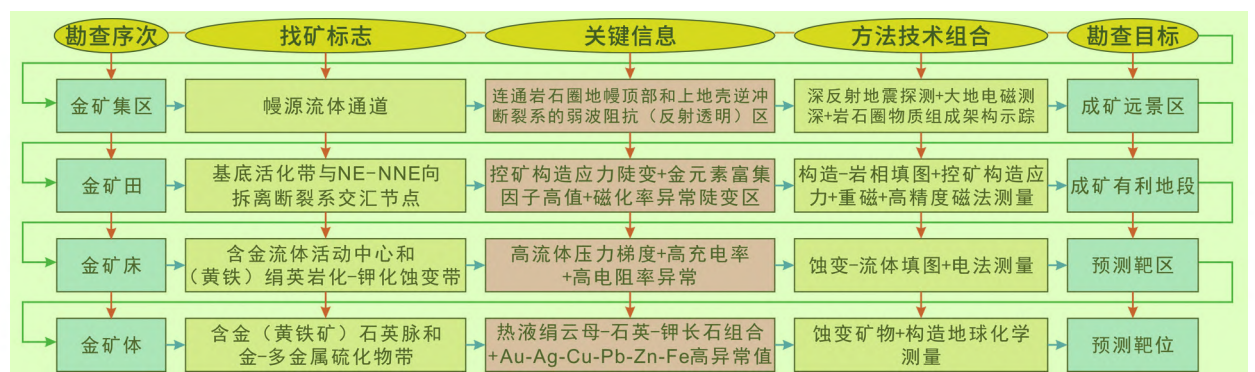 勘查序次
找矿标志
关键信息
方法技术组合
勘查目标
金矿集区
幔源流体通道
连通岩石圈地幔顶部和上地壳逆冲
断裂系的弱波阻抗（反射透明）区
深反射地震探测+大地电磁测
深+岩石圈物质组成架构示踪
成矿远景区
金矿田
基底活化带与NE-NNE向
拆离断裂系交汇节点
控矿构造应力陡变+金元素富集
因子高值+磁化率异常陡变区
构造-岩相填图+控矿构造应
力+重磁+高精度磁法测量
成矿有利地段
金矿床
含金流体活动中心和
（黄铁）绢英岩化-钾化蚀变带
高流体压力梯度+高充电率
+高电阻率异常
蚀变-流体填图+电法测量
预测靶区
金矿体
含金（黄铁矿）石英脉和
金-多金属硫化物带
热液绢云母-石英-钾长石组合
+Au-Ag-Cu-Pb-Zn-Fe高异常值
蚀变矿物+构造地球化学
测量
预测靶位